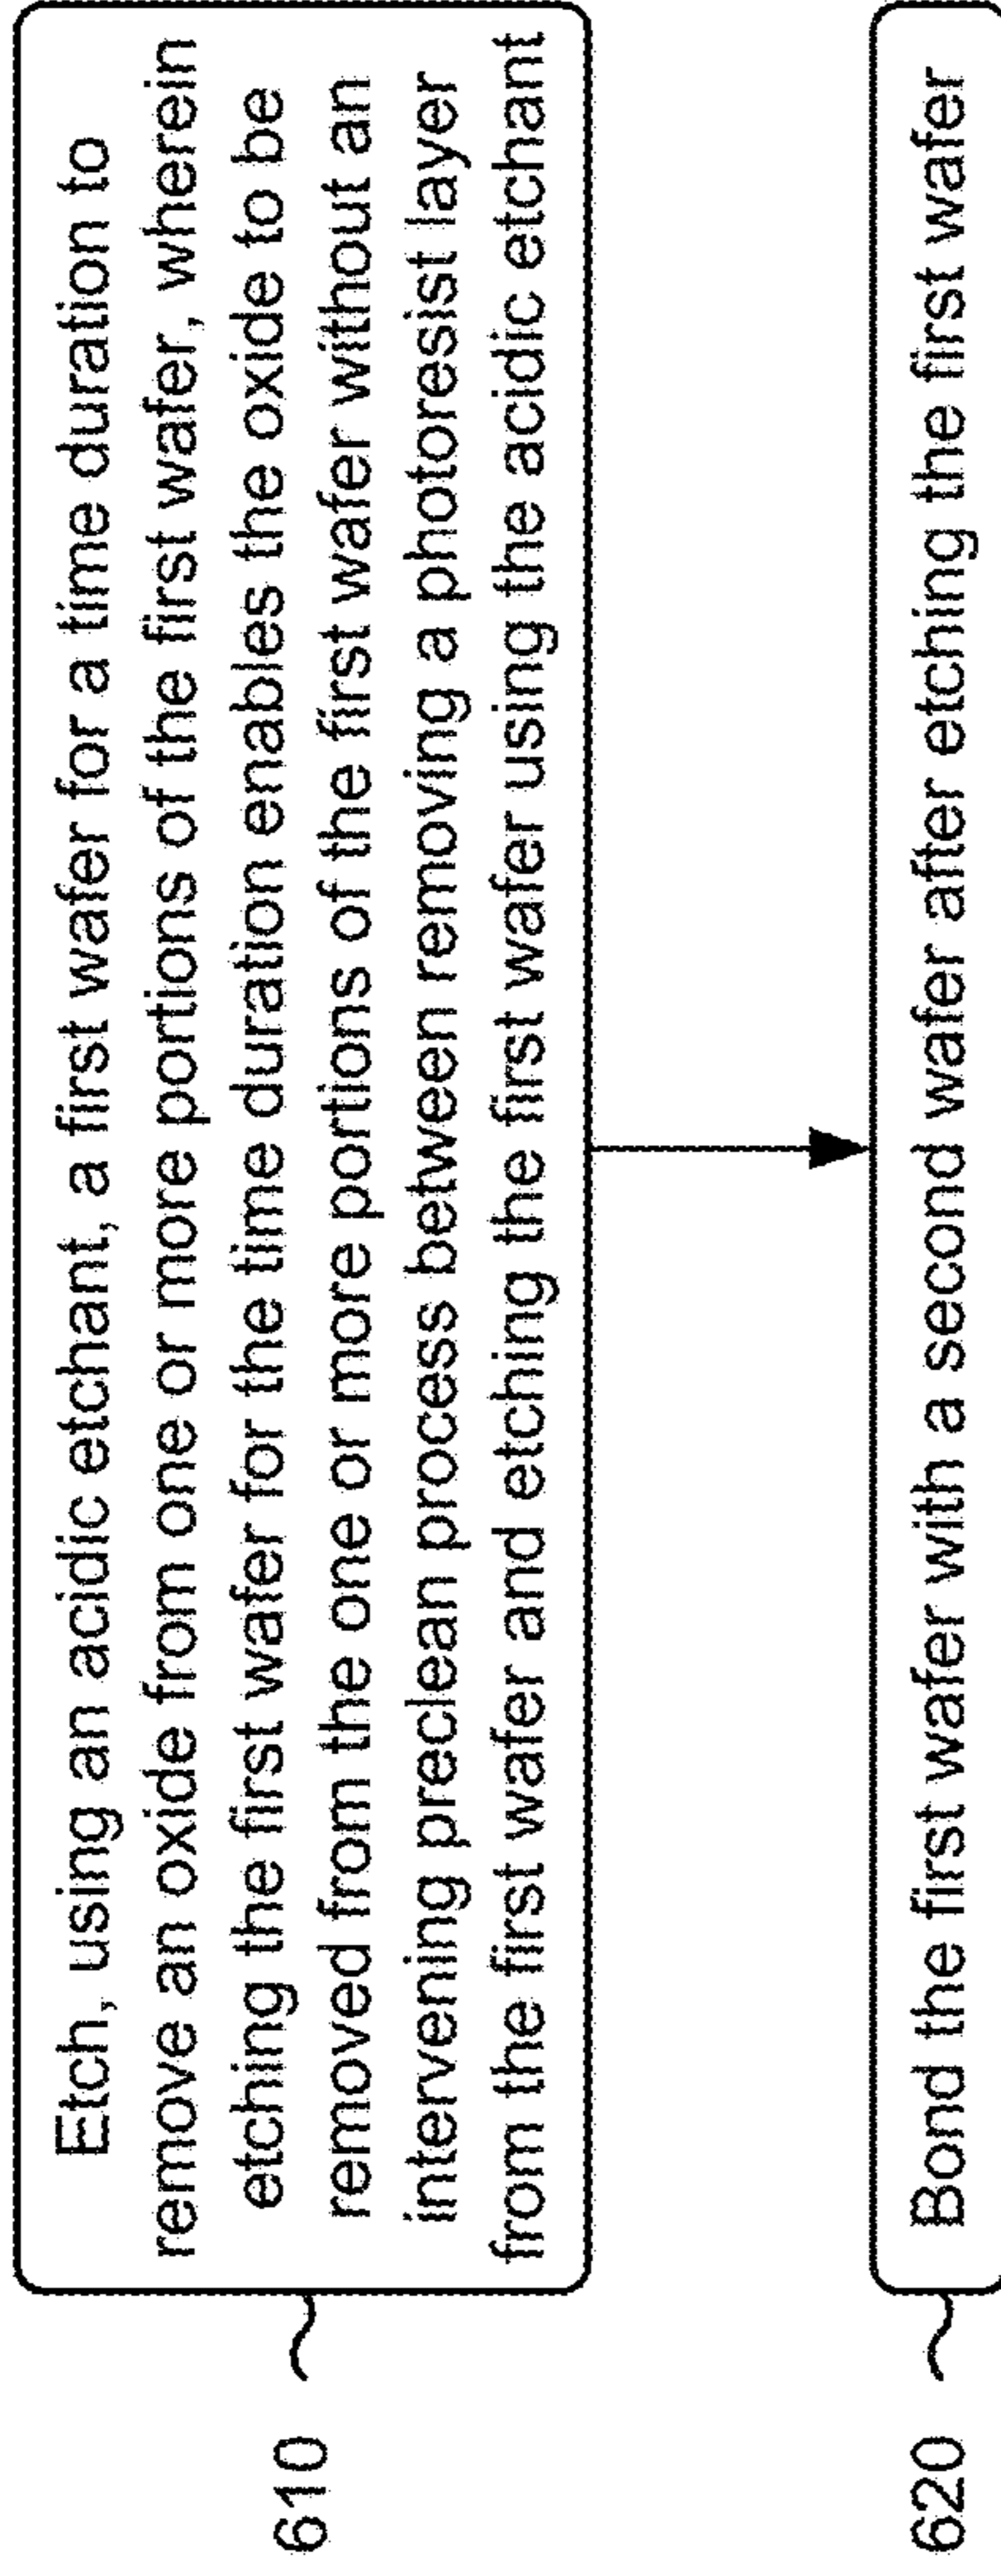 Etch, using an acidic etchant, a first wafer for a time duration to
remove an oxide from one or more portions of the first wafer, wherein
etching the first wafer for the time duration enables the oxide to be
removed from the one or more portions of the first wafer without an
intervening preclean process between removing a photoresist layer
from the first wafer and etching the first wafer using the acidic etchant
610
Bond the first wafer with a second wafer after etching the first wafer
620